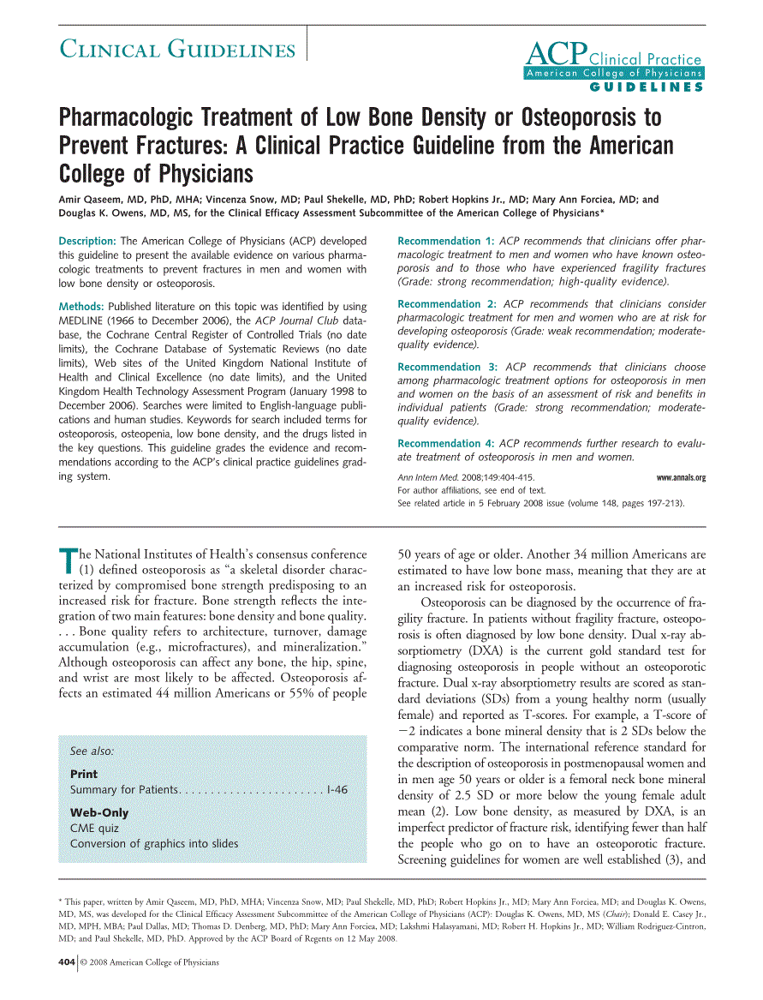 CLINICAL GUIDELINES
ACP Clinical Practice
American College of Physicians
GUIDELINES
Pharmacologic Treatment of Low Bone Density or Osteoporosis to
Prevent Fractures: A Clinical Practice Guideline from the American
College of Physicians
Amir Qaseem, MD, PhD, MHA; Vincenza Snow, MD; Paul Shekelle, MD, PhD; Robert Hopkins Jr., MD; Mary Ann Forciea, MD; and
Douglas K. Owens, MD, MS, for the Clinical Efficacy Assessment Subcommittee of the American College of Physicians*
Description: The American College of Physicians (ACP) developed
this guideline to present the available evidence on various pharma-
cologic treatments to prevent fractures in men and women with
low bone density or osteoporosis.
Methods: Published literature on this topic was identified by using
MEDLINE (1966 to December 2006), the ACP Journal Club data-
base, the Cochrane Central Register of Controlled Trials (no date
limits), the Cochrane Database of Systematic Reviews (no date
limits), Web sites of the United Kingdom National Institute of
Health and Clinical Excellence (no date limits), and the United
Kingdom Health Technology Assessment Program (January 1998 to
December 2006). Searches were limited to English-language publi-
cations and human studies. Keywords for search included terms for
osteoporosis, osteopenia, low bone density, and the drugs listed in
the key questions. This guideline grades the evidence and recom-
mendations according to the ACP's clinical practice guidelines grad-
ing system.
Recommendation 1: ACP recommends that clinicians offer phar-
macologic treatment to men and women who have known osteo-
porosis and to those who have experienced fragility fractures
(Grade: strong recommendation; high-quality evidence).
Recommendation 2: ACP recommends that clinicians consider
pharmacologic treatment for men and women who are at risk for
developing osteoporosis (Grade: weak recommendation; moderate-
quality evidence).
Recommendation 3: ACP recommends that clinicians choose
among pharmacologic treatment options for osteoporosis in men
and women on the basis of an assessment of risk and benefits in
individual patients (Grade: strong recommendation; moderate-
quality evidence).
Recommendation 4: ACP recommends further research to evalu-
ate treatment of osteoporosis in men and women.
Ann Intern Med. 2008;149:404-415. www.annals.org
For author affiliations, see end of text.
See related article in 5 February 2008 issue (volume 148, pages 197-213).
The National Institutes of Health's consensus conference
(1) defined osteoporosis as "a skeletal disorder charac-
terized by compromised bone strength predisposing to an
increased risk for fracture. Bone strength reflects the inte-
gration of two main features: bone density and bone quality.
. . . Bone quality refers to architecture, turnover, damage
accumulation (e.g., microfractures), and mineralization."
Although osteoporosis can affect any bone, the hip, spine,
and wrist are most likely to be affected. Osteoporosis af-
fects an estimated 44 million Americans or 55% of people
See also:
Print
Summary for Patients. . . . . . . . . . . . . . . . . . . . . . . I-46
Web-Only
CME quiz
Conversion of graphics into slides
50 years of age or older. Another 34 million Americans are
estimated to have low bone mass, meaning that they are at
an increased risk for osteoporosis.
Osteoporosis can be diagnosed by the occurrence of fra-
gility fracture. In patients without fragility fracture, osteopo-
rosis is often diagnosed by low bone density. Dual x-ray ab-
sorptiometry (DXA) is the current gold standard test for
diagnosing osteoporosis in people without an osteoporotic
fracture. Dual x-ray absorptiometry results are scored as stan-
dard deviations (SDs) from a young healthy norm (usually
female) and reported as T-scores. For example, a T-score of
−2 indicates a bone mineral density that is 2 SDs below the
comparative norm. The international reference standard for
the description of osteoporosis in postmenopausal women and
in men age 50 years or older is a femoral neck bone mineral
density of 2.5 SD or more below the young female adult
mean (2). Low bone density, as measured by DXA, is an
imperfect predictor of fracture risk, identifying fewer than half
the people who go on to have an osteoporotic fracture.
Screening guidelines for women are well established (3), and
* This paper, written by Amir Qaseem, MD, PhD, MHA; Vincenza Snow, MD; Paul Shekelle, MD, PhD; Robert Hopkins Jr., MD; Mary Ann Forciea, MD; and Douglas K. Owens,
MD, MS, was developed for the Clinical Efficacy Assessment Subcommittee of the American College of Physicians (ACP): Douglas K. Owens, MD, MS (Chair); Donald E. Casey Jr.,
MD, MPH, MBA; Paul Dallas, MD; Thomas D. Denberg, MD, PhD; Mary Ann Forciea, MD; Lakshmi Halasyamani, MD; Robert H. Hopkins Jr., MD; William Rodriguez-Cintron,
MD; and Paul Shekelle, MD, PhD. Approved by the ACP Board of Regents on 12 May 2008.
404 © 2008 American College of Physicians